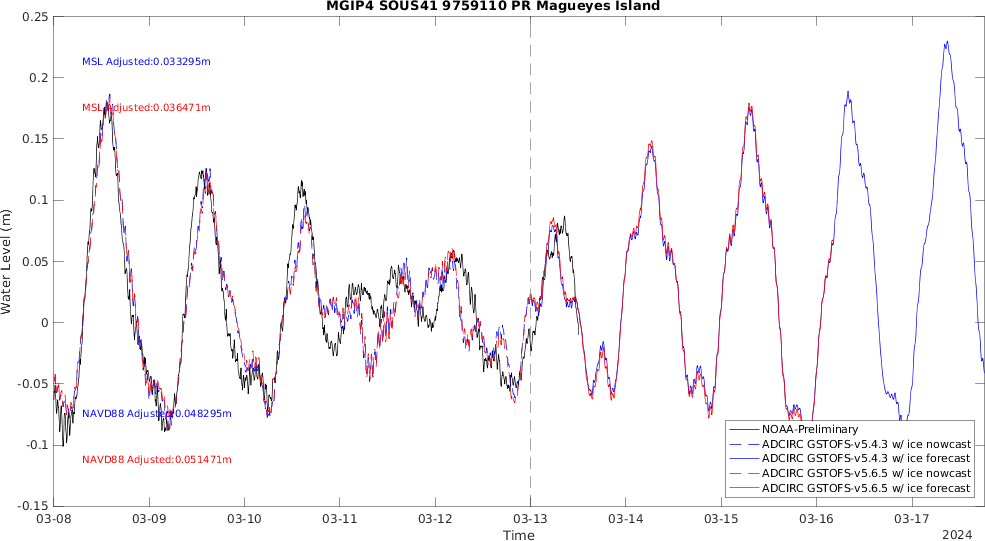 MGIP4 SOUS41 9759110 PR Magueyes Island
0.25
0.2
0.15
0.1
0.05
0
-0.05
-0.1
-0.15
Water Level (m)
MSL Adjusted:0.033295m
MSL Adjusted:0.036471m
NAVD88 Adjusted:0.048295m
NAVD88 Adjusted:0.051471m
NOAA-Preliminary
ADCIRC GSTOFS-v5.4.3 w/ ice nowcast
ADCIRC GSTOFS-v5.4.3 w/ ice forecast
ADCIRC GSTOFS-v5.6.5 w/ ice nowcast
ADCIRC GSTOFS-v5.6.5 w/ ice forecast
03-08 03-09 03-10 03-11 03-12 03-13 03-14 03-15 03-16 03-17
Time
2024